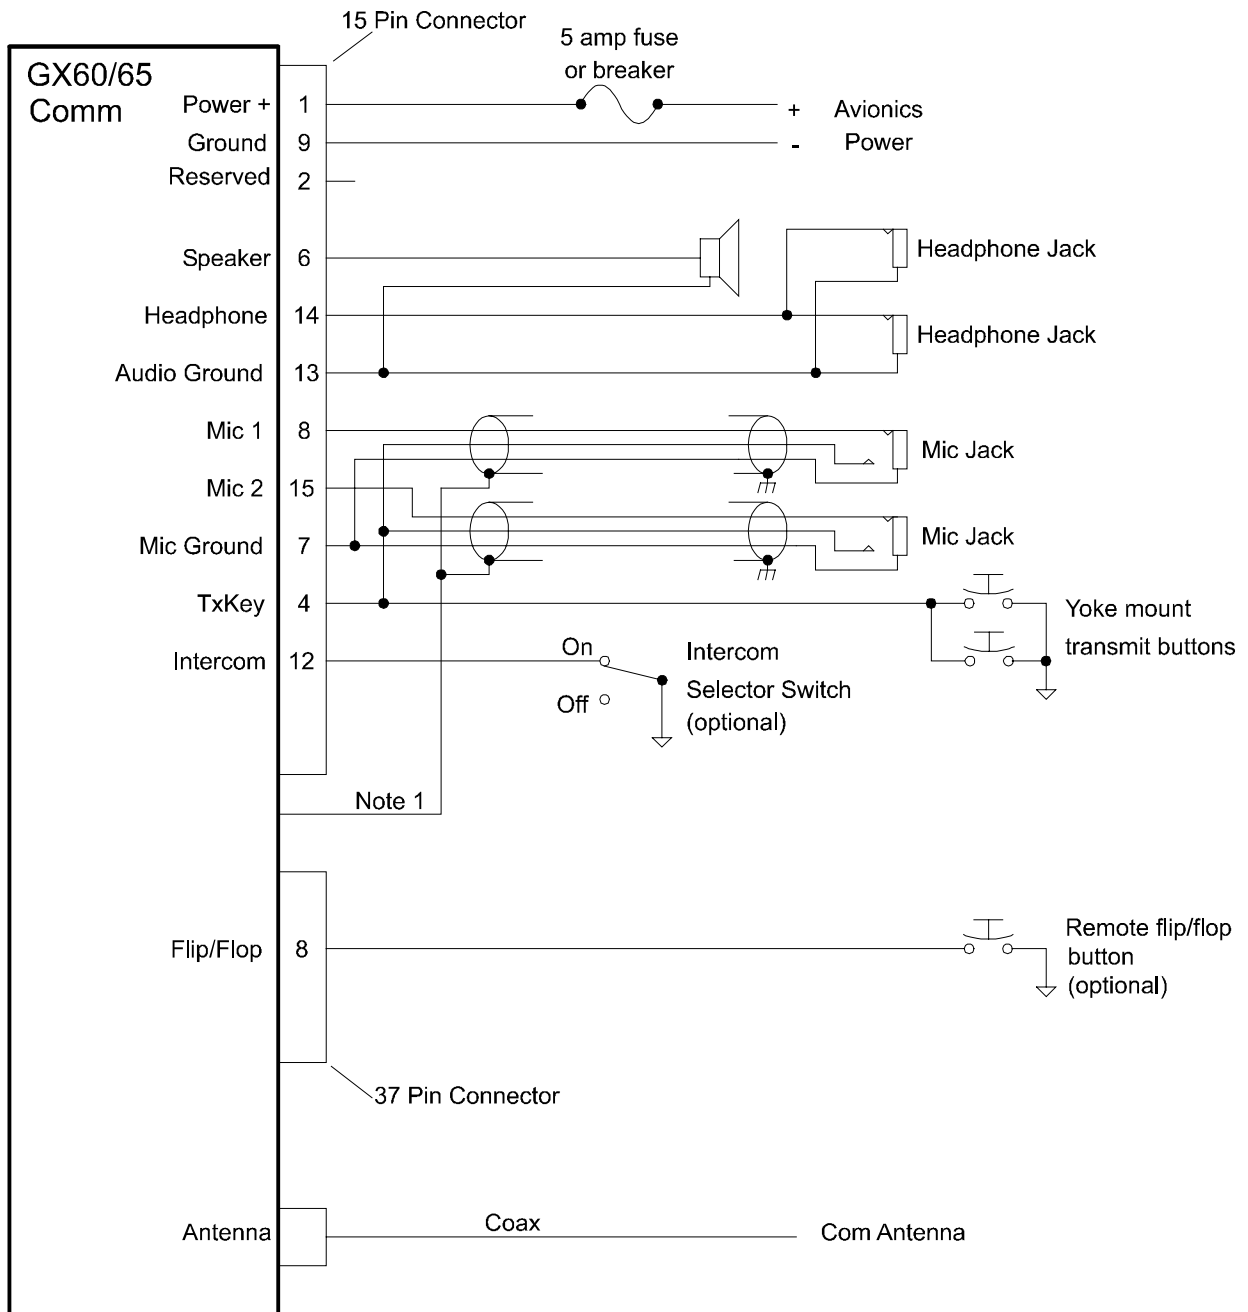 15 Pin Connector
5 amp fuse
or breaker
GX60/65
Comm
Power + 1
+ Avionics
- Power
Ground 9
Reserved 2
Speaker 6
Headphone Jack
Headphone 14
Headphone Jack
Audio Ground 13
Mic 1 8
Mic Jack
Mic 2 15
Mic Ground 7
Mic Jack
TxKey 4
Yoke mount
transmit buttons
Intercom 12
On
Off
Intercom
Selector Switch
(optional)
Note 1
Flip/Flop 8
Remote flip/flop
button
(optional)
37 Pin Connector
Antenna
Coax
Com Antenna